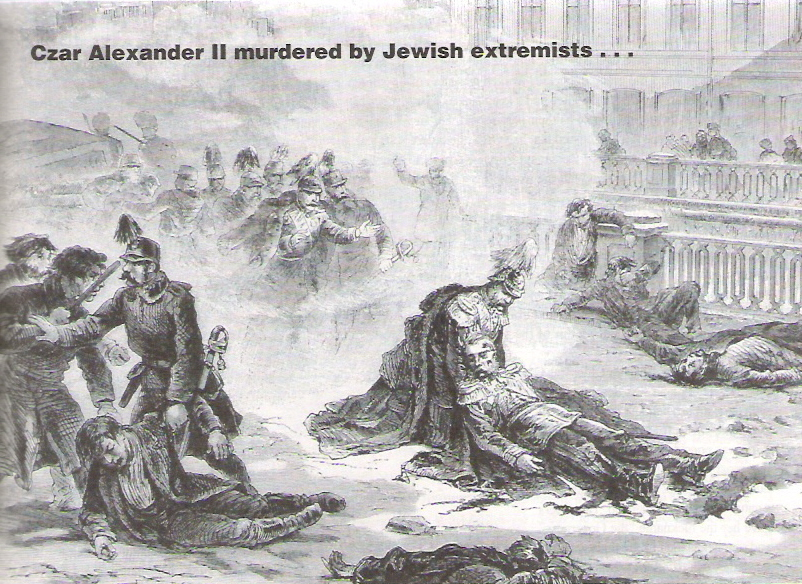 Czar Alexander II murdered by Jewish extremists . . .